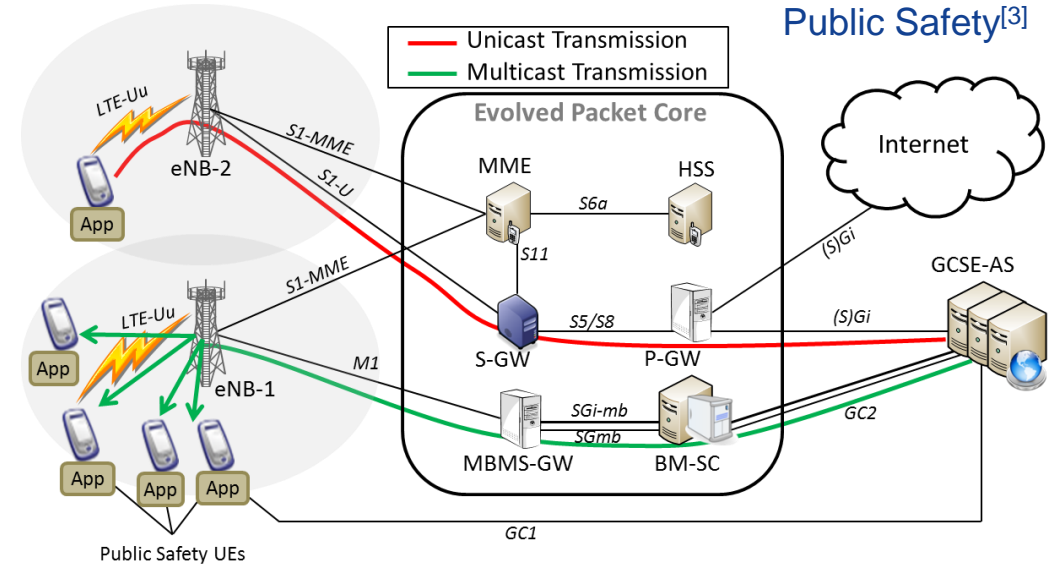 Public Safety[3]
Unicast Transmission
Multicast Transmission
Evolved Packet Core
LTE-Uu
eNB-2
App
S1-MME
S1-U
MME
HSS
S6a
S11
Internet
(S)Gi
GCSE-AS
S1-MME
LTE-Uu
eNB-1
App
App
App
App
M1
S-GW
S5/S8
P-GW
(S)Gi
MBMS-GW
SGi-mb
SGmb
BM-SC
GC2
GC1
Public Safety UEs